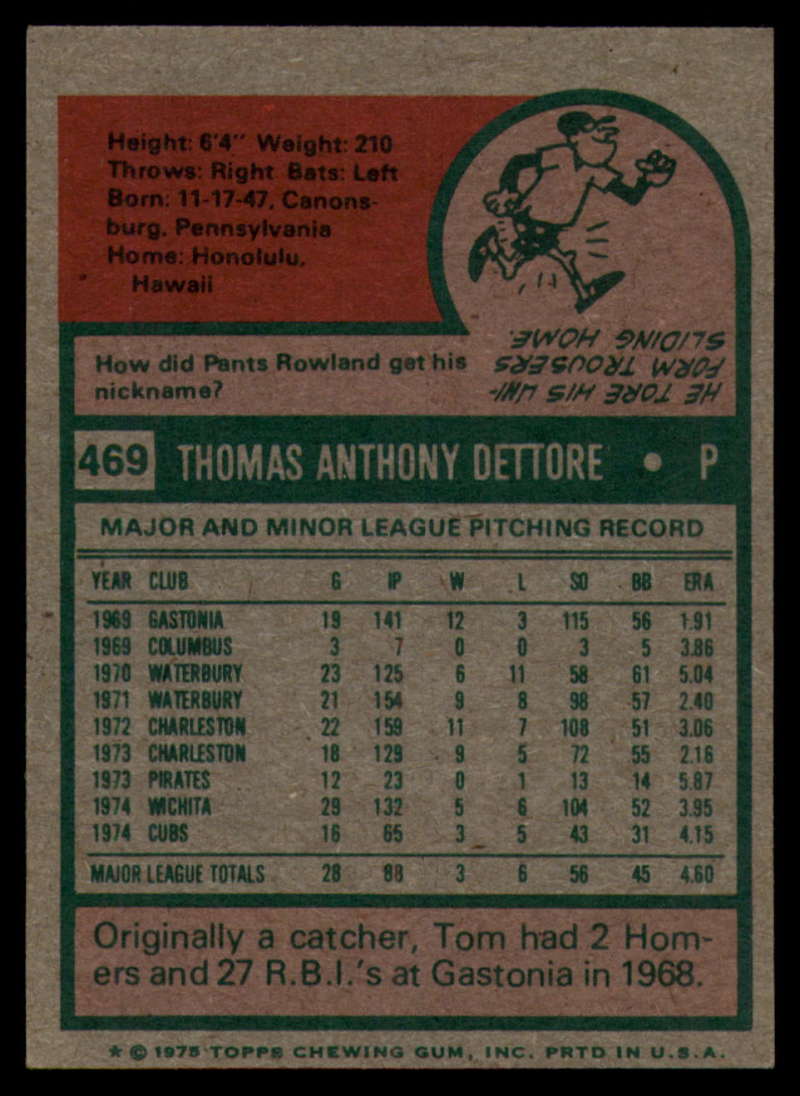 Height: 6'4" Weight: 210
Throws: Right Bats: Left
Born: 11-17-47, Canons-
burg, Pennsylvania
Home: Honolulu,
Hawaii
How did Pants Rowland get his
nickname?
HE TORE HIS UNI-
FORM TROUSERS
SLIDING HOME.
469 THOMAS ANTHONY DETTORE • P
MAJOR AND MINOR LEAGUE PITCHING RECORD
YEAR CLUB G IP W L SO BB ERA
1969 GASTONIA 19 141 12 3 115 56 1.91
1969 COLUMBUS 3 7 0 0 3 5 3.86
1970 WATERBURY 23 125 6 11 58 61 5.04
1971 WATERBURY 21 154 9 8 98 57 2.40
1972 CHARLESTON 22 159 11 7 108 51 3.06
1973 CHARLESTON 18 129 9 5 72 55 2.16
1973 PIRATES 12 23 0 1 13 14 5.87
1974 WICHITA 29 132 5 6 104 52 3.95
1974 CUBS 16 65 3 5 43 31 4.15
MAJOR LEAGUE TOTALS 28 88 3 6 56 45 4.60
Originally a catcher, Tom had 2 Hom-
ers and 27 R.B.I.'s at Gastonia in 1968.
★ © 1975 TOPPS CHEWING GUM, INC. PRTD IN U.S.A.